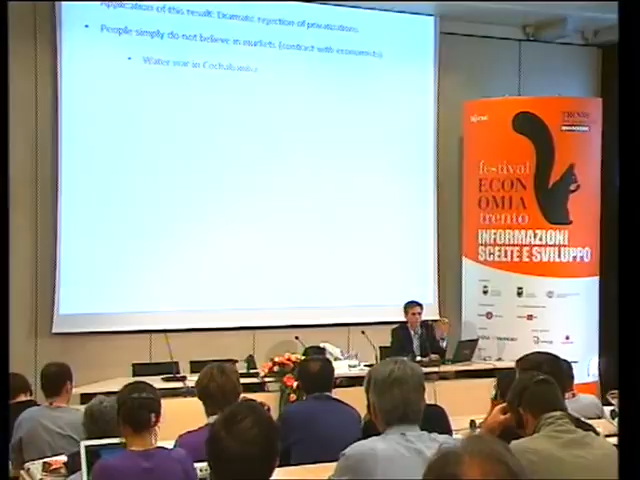 Application of this result: Dramatic rejection of privatizations
People simply do not believe in markets (contrast with economists)
Water war in Cochabamba
festival
ECON
OMIA
trento
INFORMAZIONI
SCELTE E SVILUPPO